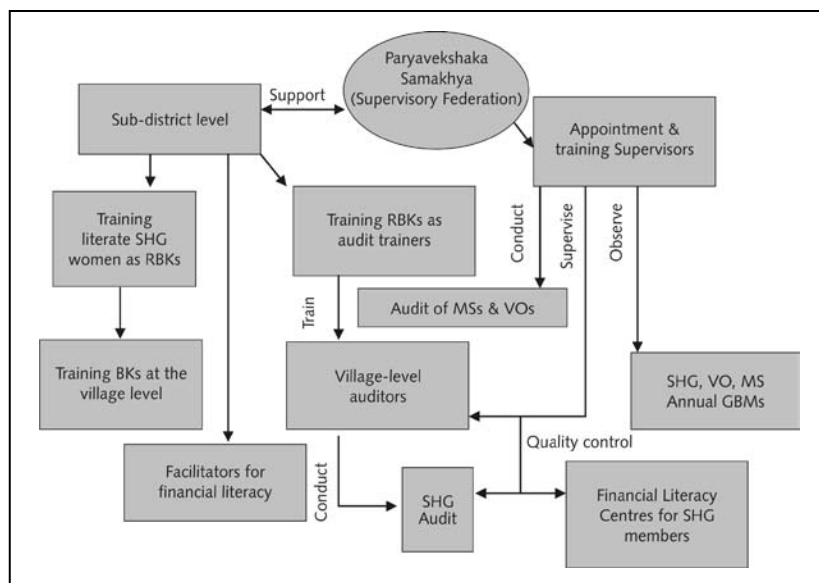 Paryavekshaka
Samakhya
(Supervisory Federation)
Support
Sub-district level
Appointment &
training Supervisors
Training
literate SHG
women as RBKs
Training RBKs as
audit trainers
Conduct
Supervise
Observe
Audit of MSs & VOs
Train
Training BKs at the
village level
Village-level
auditors
SHG, VO, MS
Annual GBMs
Quality control
Facilitators for
financial literacy
Conduct
SHG
Audit
Financial Literacy
Centres for SHG
members